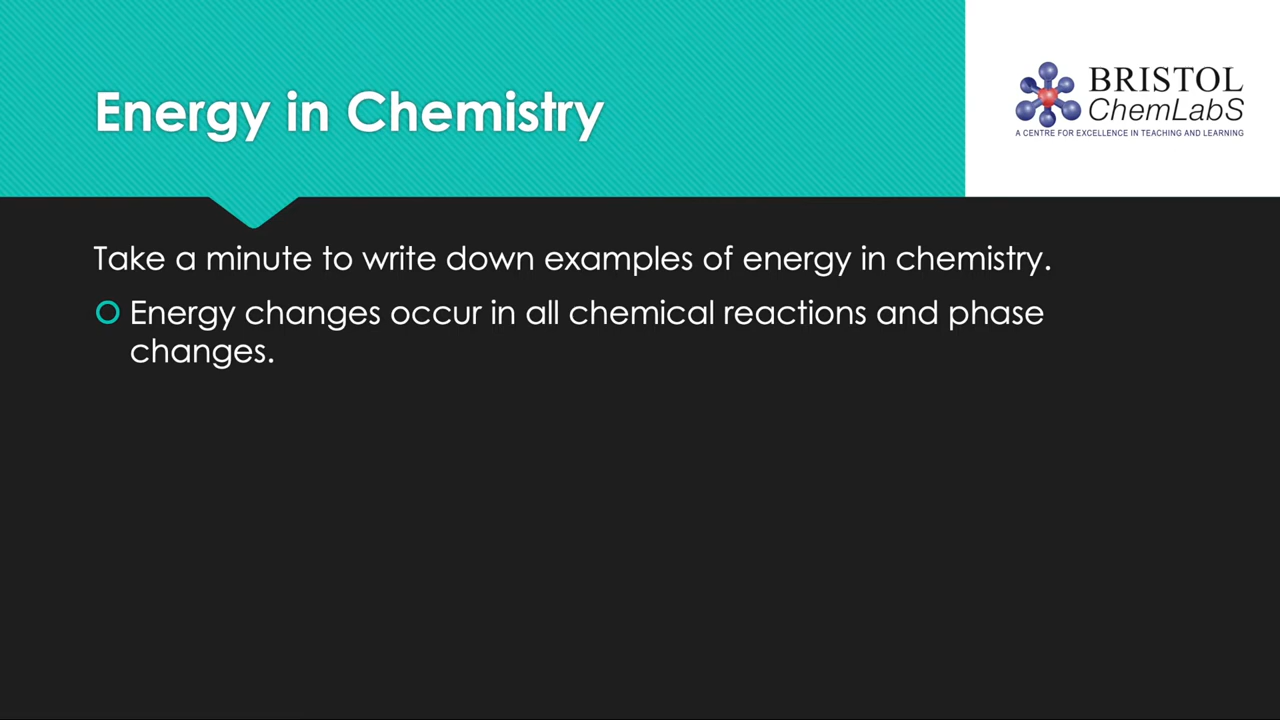 Energy in Chemistry
BRISTOL
ChemLabS
A CENTRE FOR EXCELLENCE IN TEACHING AND LEARNING
Take a minute to write down examples of energy in chemistry.
Energy changes occur in all chemical reactions and phase
changes.